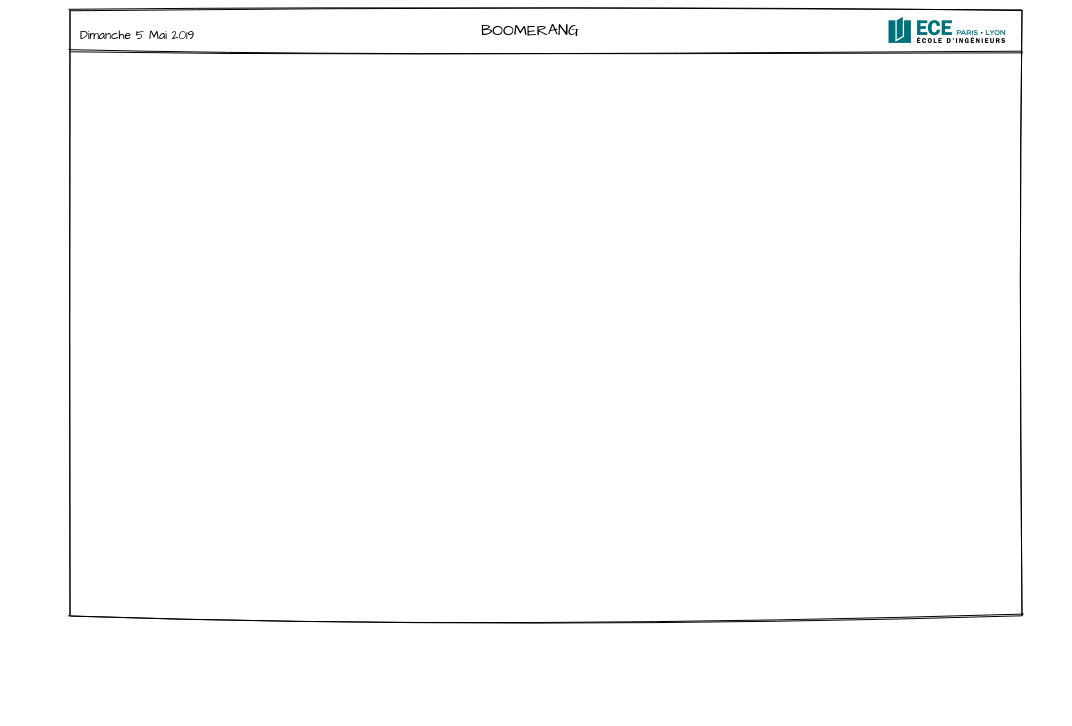 Dimanche 5 Mai 2019
BOOMERANG
ECE PARIS • LYON
ÉCOLE D'INGÉNIEURS